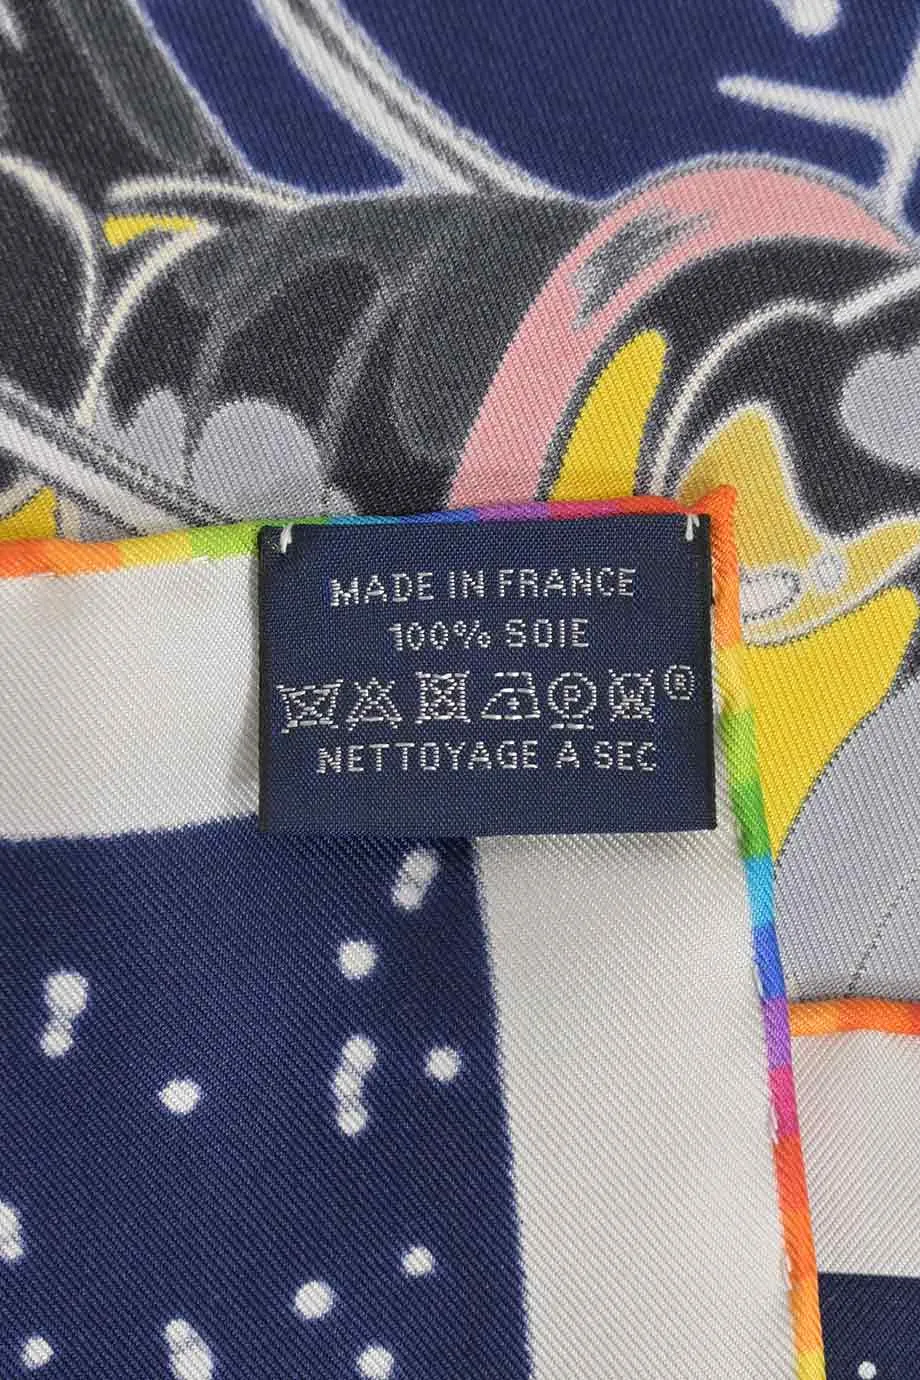 MADE IN FRANCE
100% SOIE
P W ®
NETTOYAGE A SEC